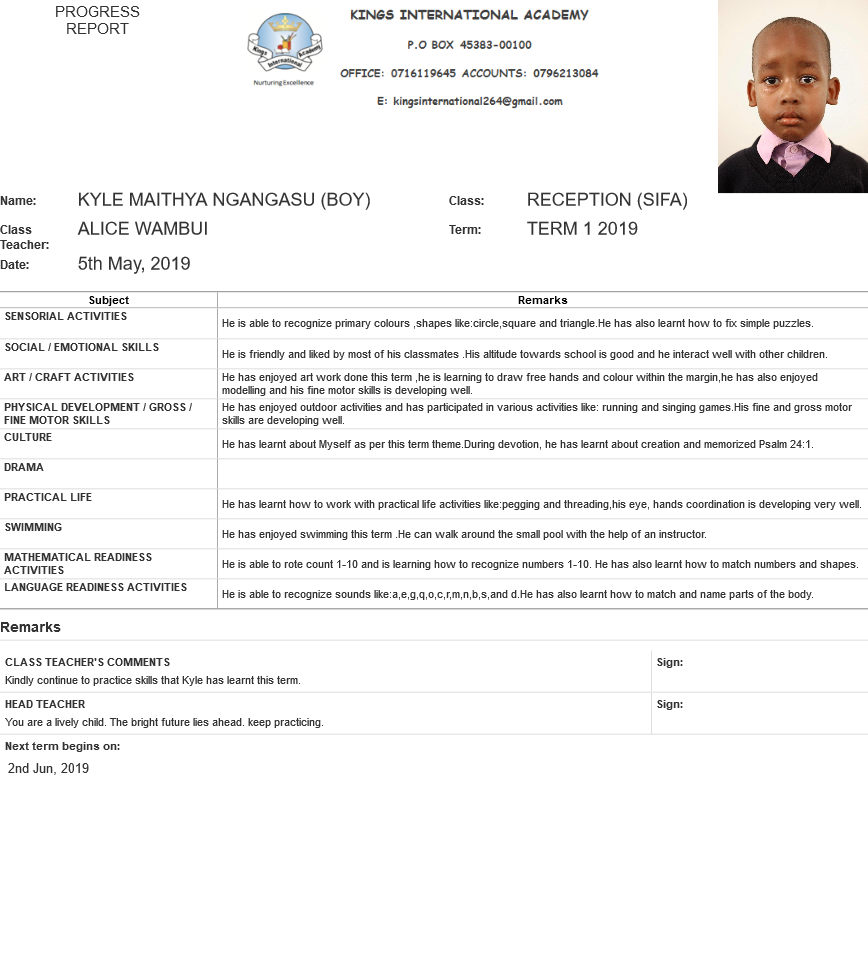 PROGRESS
REPORT
KINGS INTERNATIONAL ACADEMY
P.O BOX 45383-00100
OFFICE: 0716119645 ACCOUNTS: 0796213084
E: kingsinternational264@gmail.com
Kings International Academy
Nurturing Excellence
Name: KYLE MAITHYA NGANGASU (BOY) Class: RECEPTION (SIFA)
Class Teacher: ALICE WAMBUI Term: TERM 1 2019
Date: 5th May, 2019
Subject Remarks
SENSORIAL ACTIVITIES
He is able to recognize primary colours ,shapes like:circle,square and triangle.He has also learnt how to fix simple puzzles.
SOCIAL / EMOTIONAL SKILLS
He is friendly and liked by most of his classmates .His altitude towards school is good and he interact well with other children.
ART / CRAFT ACTIVITIES
He has enjoyed art work done this term ,he is learning to draw free hands and colour within the margin,he has also enjoyed
modelling and his fine motor skills is developing well.
PHYSICAL DEVELOPMENT / GROSS /
FINE MOTOR SKILLS
He has enjoyed outdoor activities and has participated in various activities like: running and singing games.His fine and gross motor
skills are developing well.
CULTURE
He has learnt about Myself as per this term theme.During devotion, he has learnt about creation and memorized Psalm 24:1.
DRAMA
PRACTICAL LIFE
He has learnt how to work with practical life activities like:pegging and threading,his eye, hands coordination is developing very well.
SWIMMING
He has enjoyed swimming this term .He can walk around the small pool with the help of an instructor.
MATHEMATICAL READINESS
ACTIVITIES
He is able to rote count 1-10 and is learning how to recognize numbers 1-10. He has also learnt how to match numbers and shapes.
LANGUAGE READINESS ACTIVITIES
He is able to recognize sounds like:a,e,g,q,o,c,r,m,n,b,s,and d.He has also learnt how to match and name parts of the body.
Remarks
CLASS TEACHER'S COMMENTS Sign:
Kindly continue to practice skills that Kyle has learnt this term.
HEAD TEACHER Sign:
You are a lively child. The bright future lies ahead. keep practicing.
Next term begins on:
2nd Jun, 2019